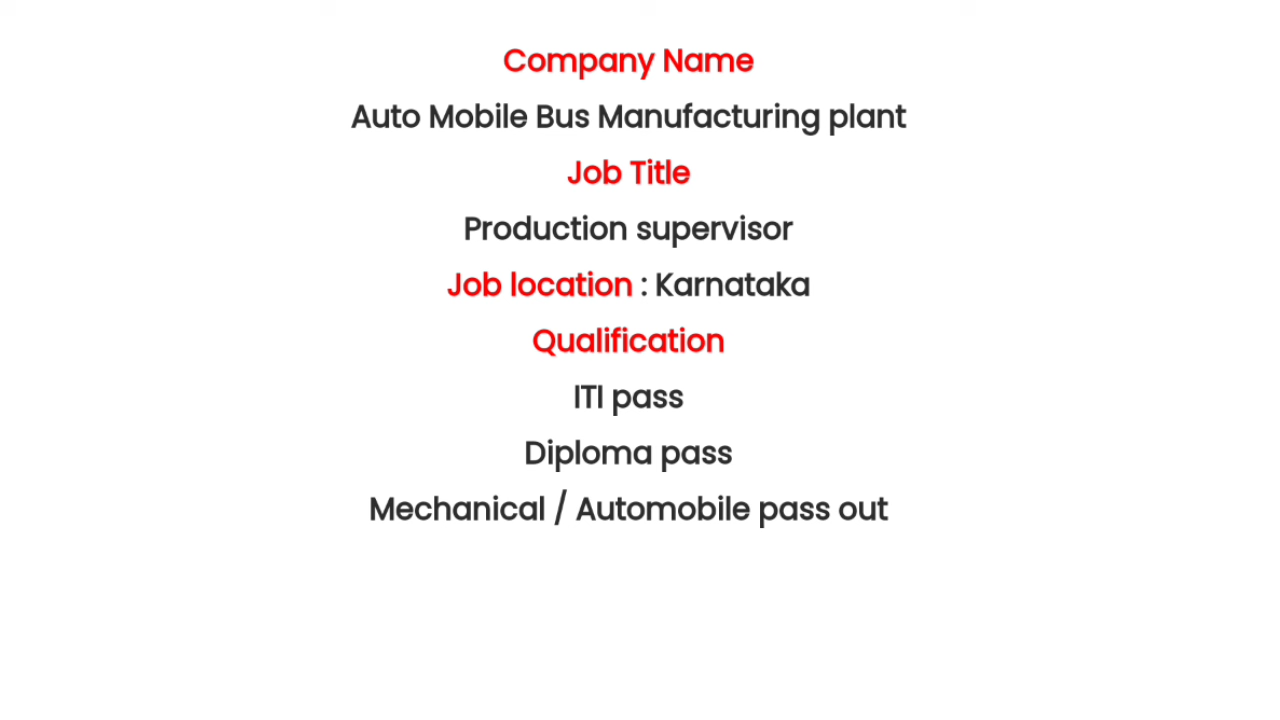 Company Name
Auto Mobile Bus Manufacturing plant
Job Title
Production supervisor
Job location : Karnataka
Qualification
ITI pass
Diploma pass
Mechanical / Automobile pass out